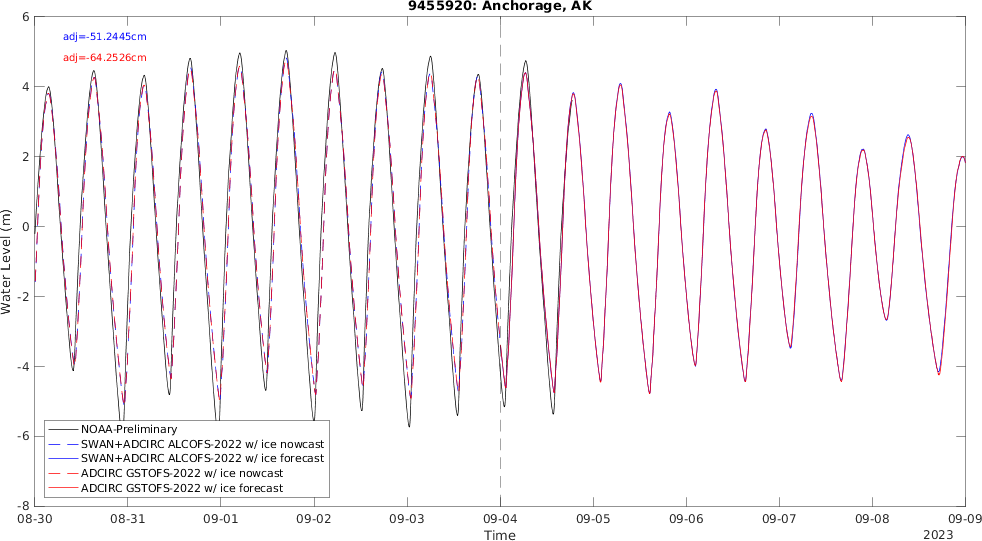 9455920: Anchorage, AK
adj=-51.2445cm
adj=-64.2526cm
6
4
2
0
-2
-4
-6
-8
Water Level (m)
NOAA-Preliminary
SWAN+ADCIRC ALCOFS-2022 w/ ice nowcast
SWAN+ADCIRC ALCOFS-2022 w/ ice forecast
ADCIRC GSTOFS-2022 w/ ice nowcast
ADCIRC GSTOFS-2022 w/ ice forecast
08-30 08-31 09-01 09-02 09-03 09-04 09-05 09-06 09-07 09-08 09-09
Time
2023